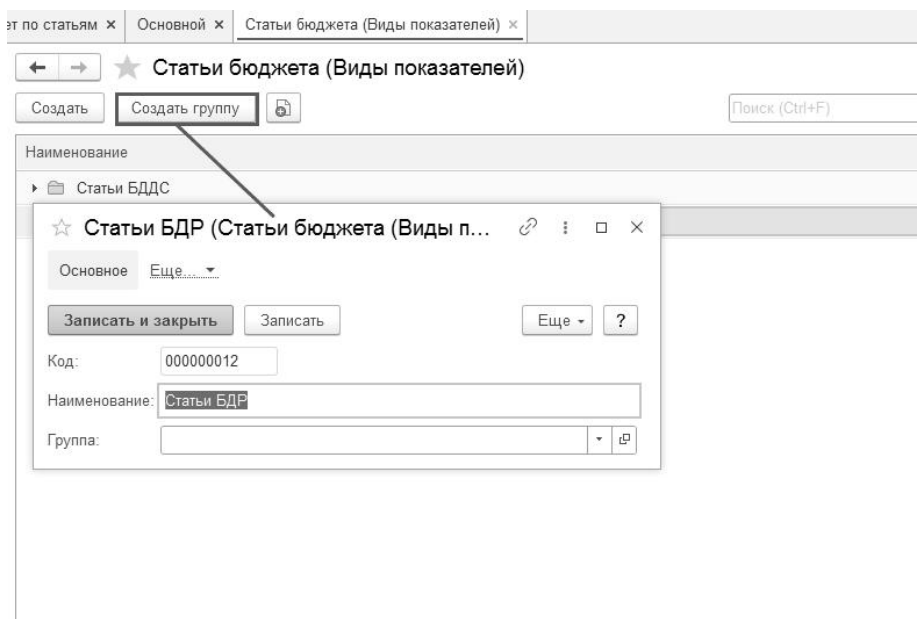 ет по статьям × Основной × Статьи бюджета (Виды показателей) ×
Статьи бюджета (Виды показателей)
Создать Создать группу Поиск (Ctrl+F)
Наименование
Статьи БДДС
Статьи БДР (Статьи бюджета (Виды п...
Основное Еще...
Записать и закрыть Записать Еще ?
Код: 000000012
Наименование: Статьи БДР
Группа: